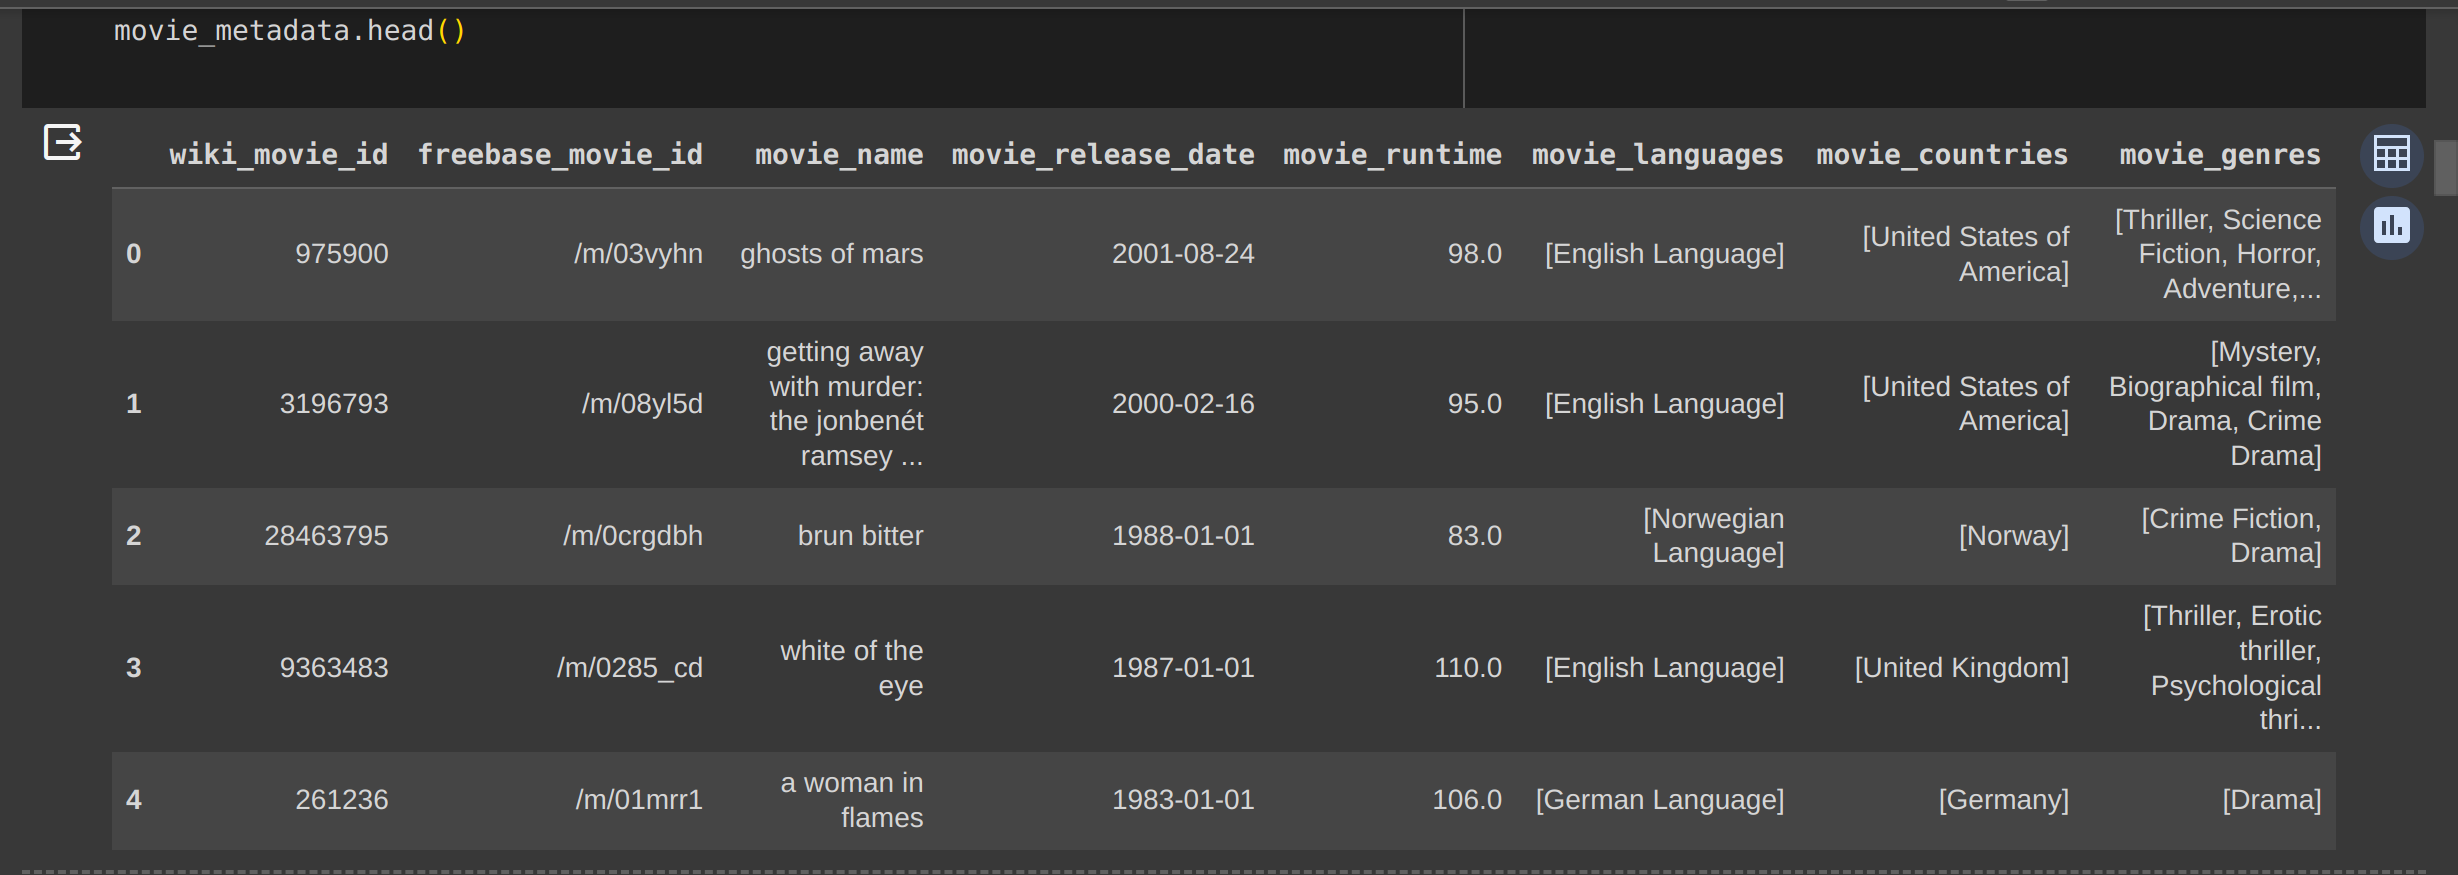 movie_metadata.head()
wiki_movie_id freebase_movie_id movie_name movie_release_date movie_runtime movie_languages movie_countries movie_genres
0 975900 /m/03vyhn ghosts of mars 2001-08-24 98.0 [English Language] [United States of America] [Thriller, Science Fiction, Horror, Adventure,...
1 3196793 /m/08yl5d getting away with murder: the jonbenét ramsey ... 2000-02-16 95.0 [English Language] [United States of America] [Mystery, Biographical film, Drama, Crime Drama]
2 28463795 /m/0crgdbh brun bitter 1988-01-01 83.0 [Norwegian Language] [Norway] [Crime Fiction, Drama]
3 9363483 /m/0285_cd white of the eye 1987-01-01 110.0 [English Language] [United Kingdom] [Thriller, Erotic thriller, Psychological thri...
4 261236 /m/01mrr1 a woman in flames 1983-01-01 106.0 [German Language] [Germany] [Drama]